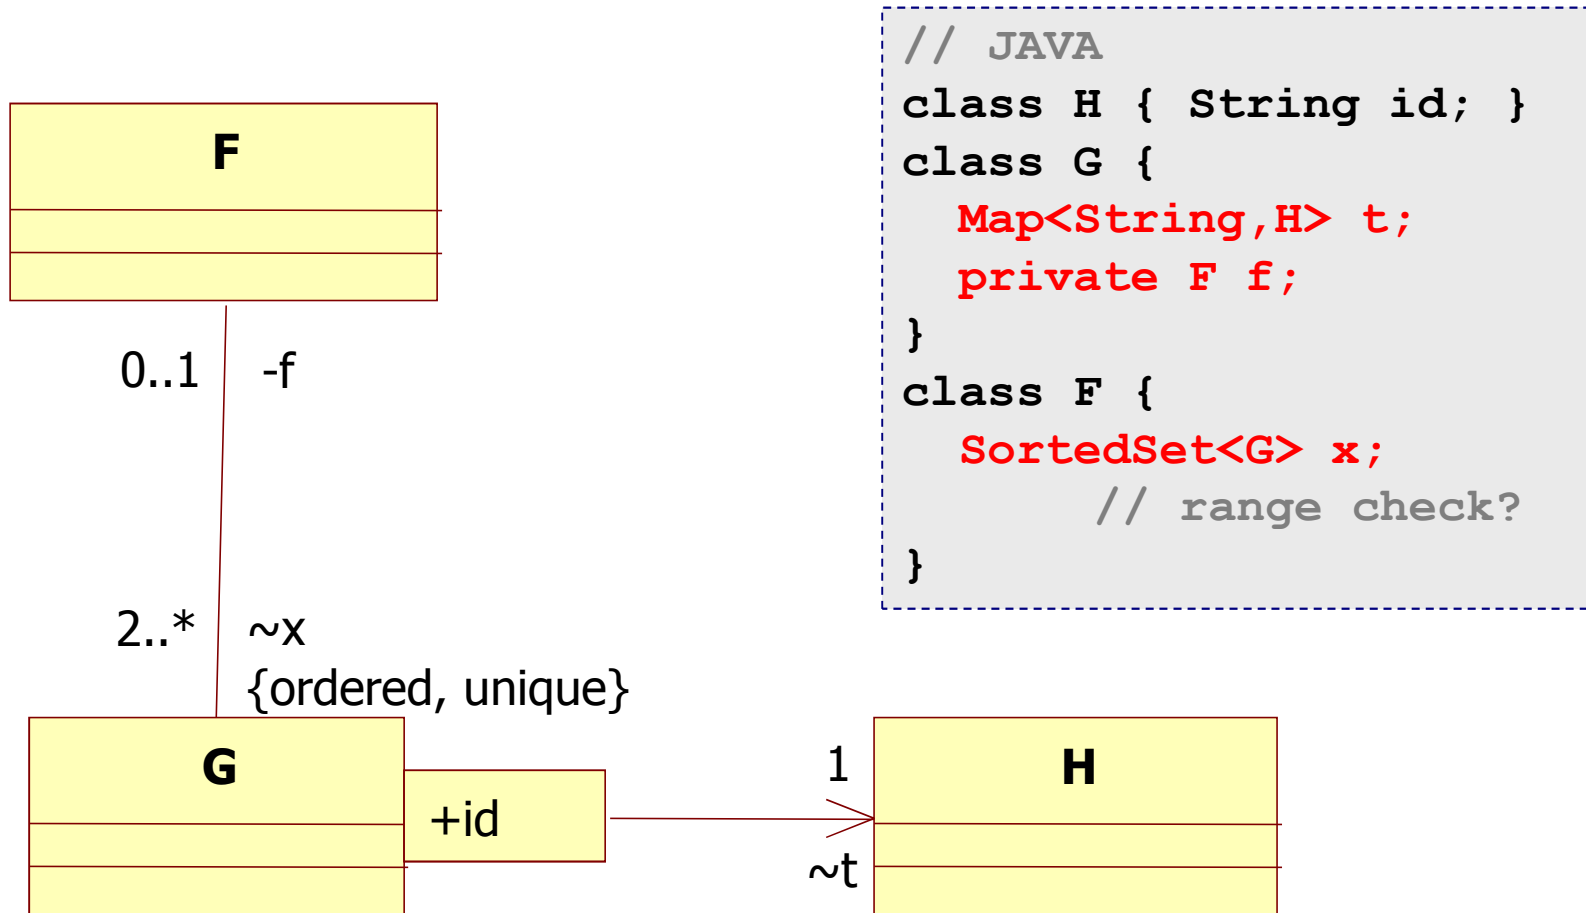 F
0..1 -f
2..* ~x
{ordered, unique}
G
+id
1
~t
H
// JAVA
class H { String id; }
class G {
Map<String,H> t;
private F f;
}
class F {
SortedSet<G> x;
// range check?
}